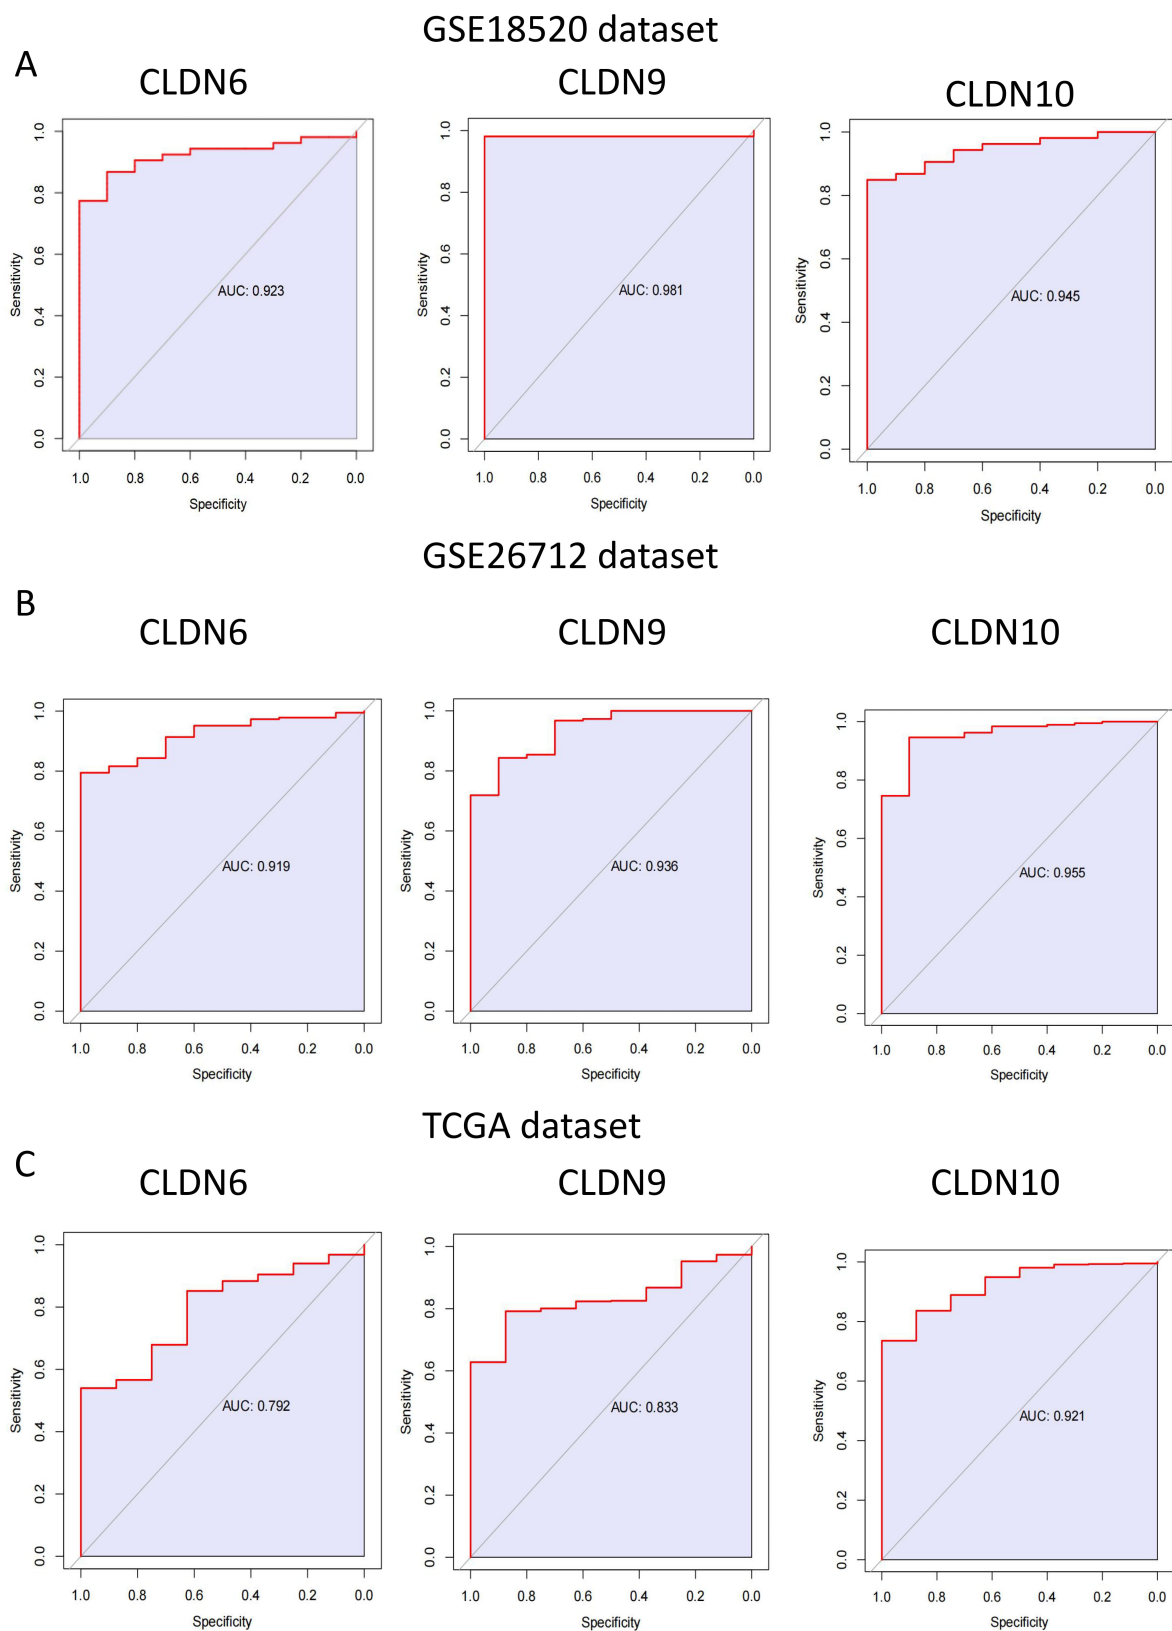 GSE18520 dataset
A
CLDN6 CLDN9 CLDN10
1.0 0.8 0.6 0.4 0.2 0.0
Sensitivity
AUC: 0.923
1.0 0.8 0.6 0.4 0.2 0.0
Specificity
1.0 0.8 0.6 0.4 0.2 0.0
Sensitivity
AUC: 0.981
1.0 0.8 0.6 0.4 0.2 0.0
Specificity
1.0 0.8 0.6 0.4 0.2 0.0
Sensitivity
AUC: 0.945
1.0 0.8 0.6 0.4 0.2 0.0
Specificity
GSE26712 dataset
B
CLDN6 CLDN9 CLDN10
1.0 0.8 0.6 0.4 0.2 0.0
Sensitivity
AUC: 0.919
1.0 0.8 0.6 0.4 0.2 0.0
Specificity
1.0 0.8 0.6 0.4 0.2 0.0
Sensitivity
AUC: 0.936
1.0 0.8 0.6 0.4 0.2 0.0
Specificity
1.0 0.8 0.6 0.4 0.2 0.0
Sensitivity
AUC: 0.955
1.0 0.8 0.6 0.4 0.2 0.0
Specificity
TCGA dataset
C
CLDN6 CLDN9 CLDN10
1.0 0.8 0.6 0.4 0.2 0.0
Sensitivity
AUC: 0.792
1.0 0.8 0.6 0.4 0.2 0.0
Specificity
1.0 0.8 0.6 0.4 0.2 0.0
Sensitivity
AUC: 0.833
1.0 0.8 0.6 0.4 0.2 0.0
Specificity
1.0 0.8 0.6 0.4 0.2 0.0
Sensitivity
AUC: 0.921
1.0 0.8 0.6 0.4 0.2 0.0
Specificity